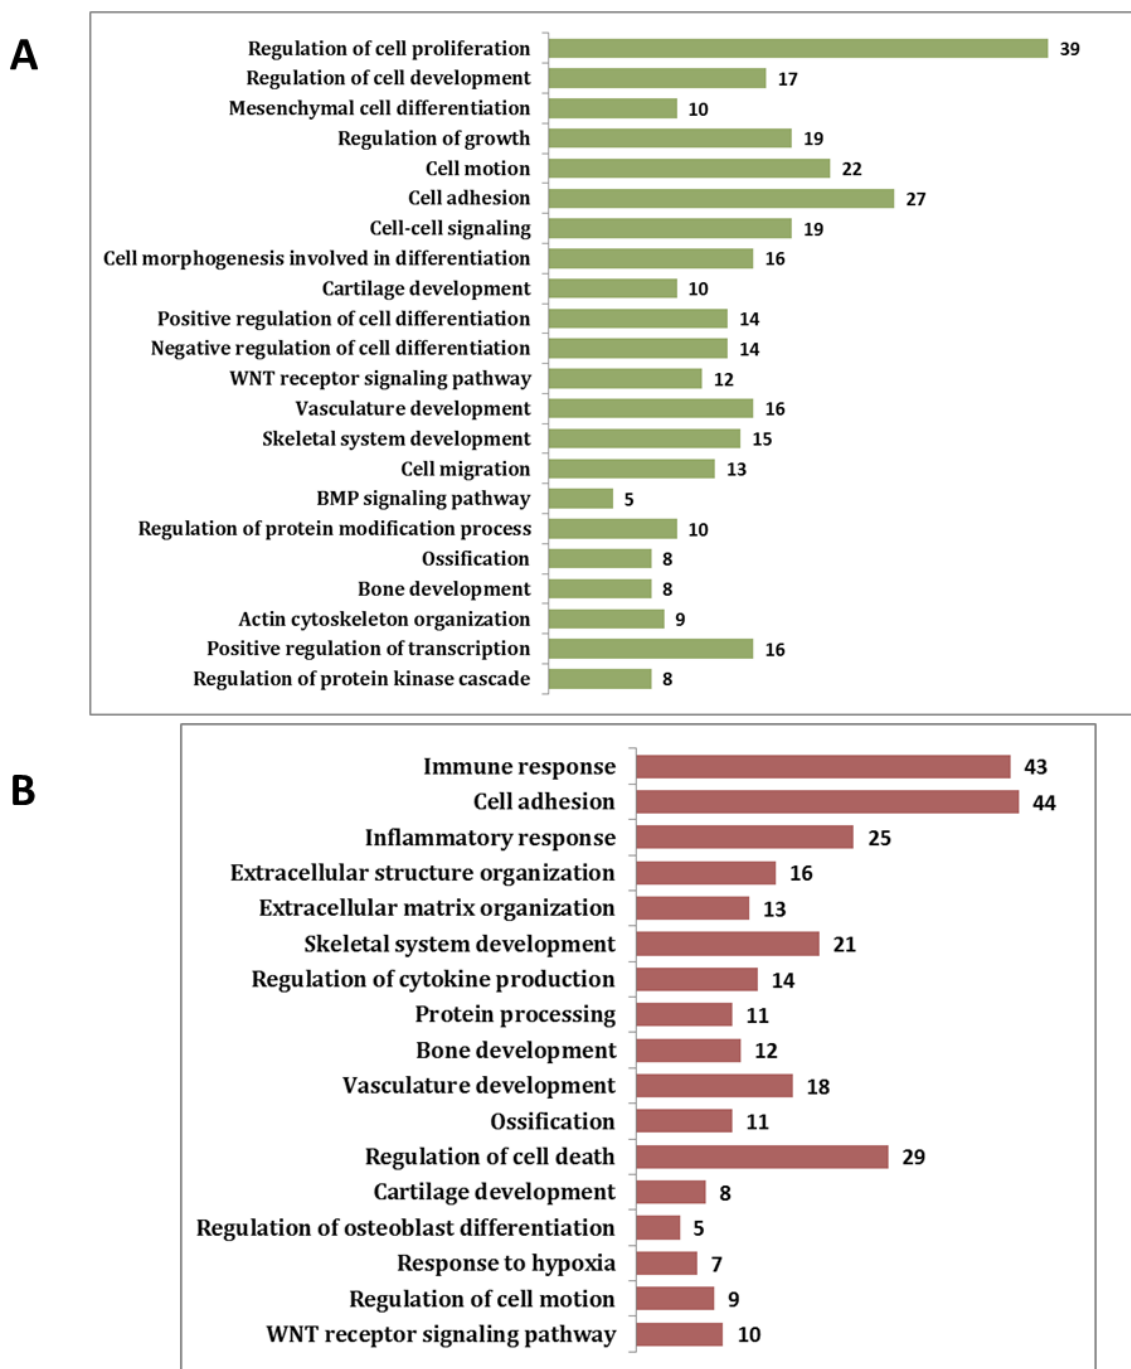 A
Regulation of cell proliferation 39
Regulation of cell development 17
Mesenchymal cell differentiation 10
Regulation of growth 19
Cell motion 22
Cell adhesion 27
Cell-cell signaling 19
Cell morphogenesis involved in differentiation 16
Cartilage development 10
Positive regulation of cell differentiation 14
Negative regulation of cell differentiation 14
WNT receptor signaling pathway 12
Vasculature development 16
Skeletal system development 15
Cell migration 13
BMP signaling pathway 5
Regulation of protein modification process 10
Ossification 8
Bone development 8
Actin cytoskeleton organization 9
Positive regulation of transcription 16
Regulation of protein kinase cascade 8
B
Immune response 43
Cell adhesion 44
Inflammatory response 25
Extracellular structure organization 16
Extracellular matrix organization 13
Skeletal system development 21
Regulation of cytokine production 14
Protein processing 11
Bone development 12
Vasculature development 18
Ossification 11
Regulation of cell death 29
Cartilage development 8
Regulation of osteoblast differentiation 5
Response to hypoxia 7
Regulation of cell motion 9
WNT receptor signaling pathway 10